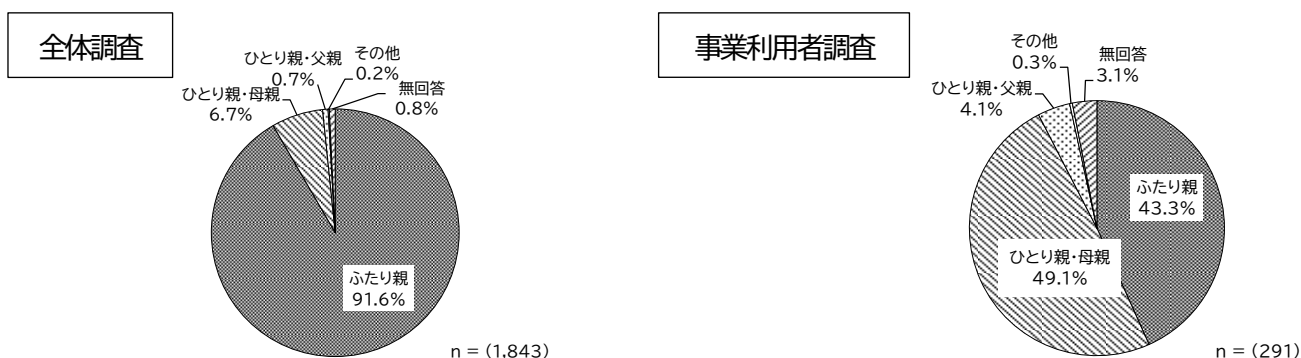 全体調査
ひとり親・父親
0.7%
その他
0.2%
無回答
0.8%
ひとり親・母親
6.7%
ふたり親
91.6%
n = (1,843)
事業利用者調査
その他
0.3%
無回答
3.1%
ひとり親・父親
4.1%
ふたり親
43.3%
ひとり親・母親
49.1%
n = (291)